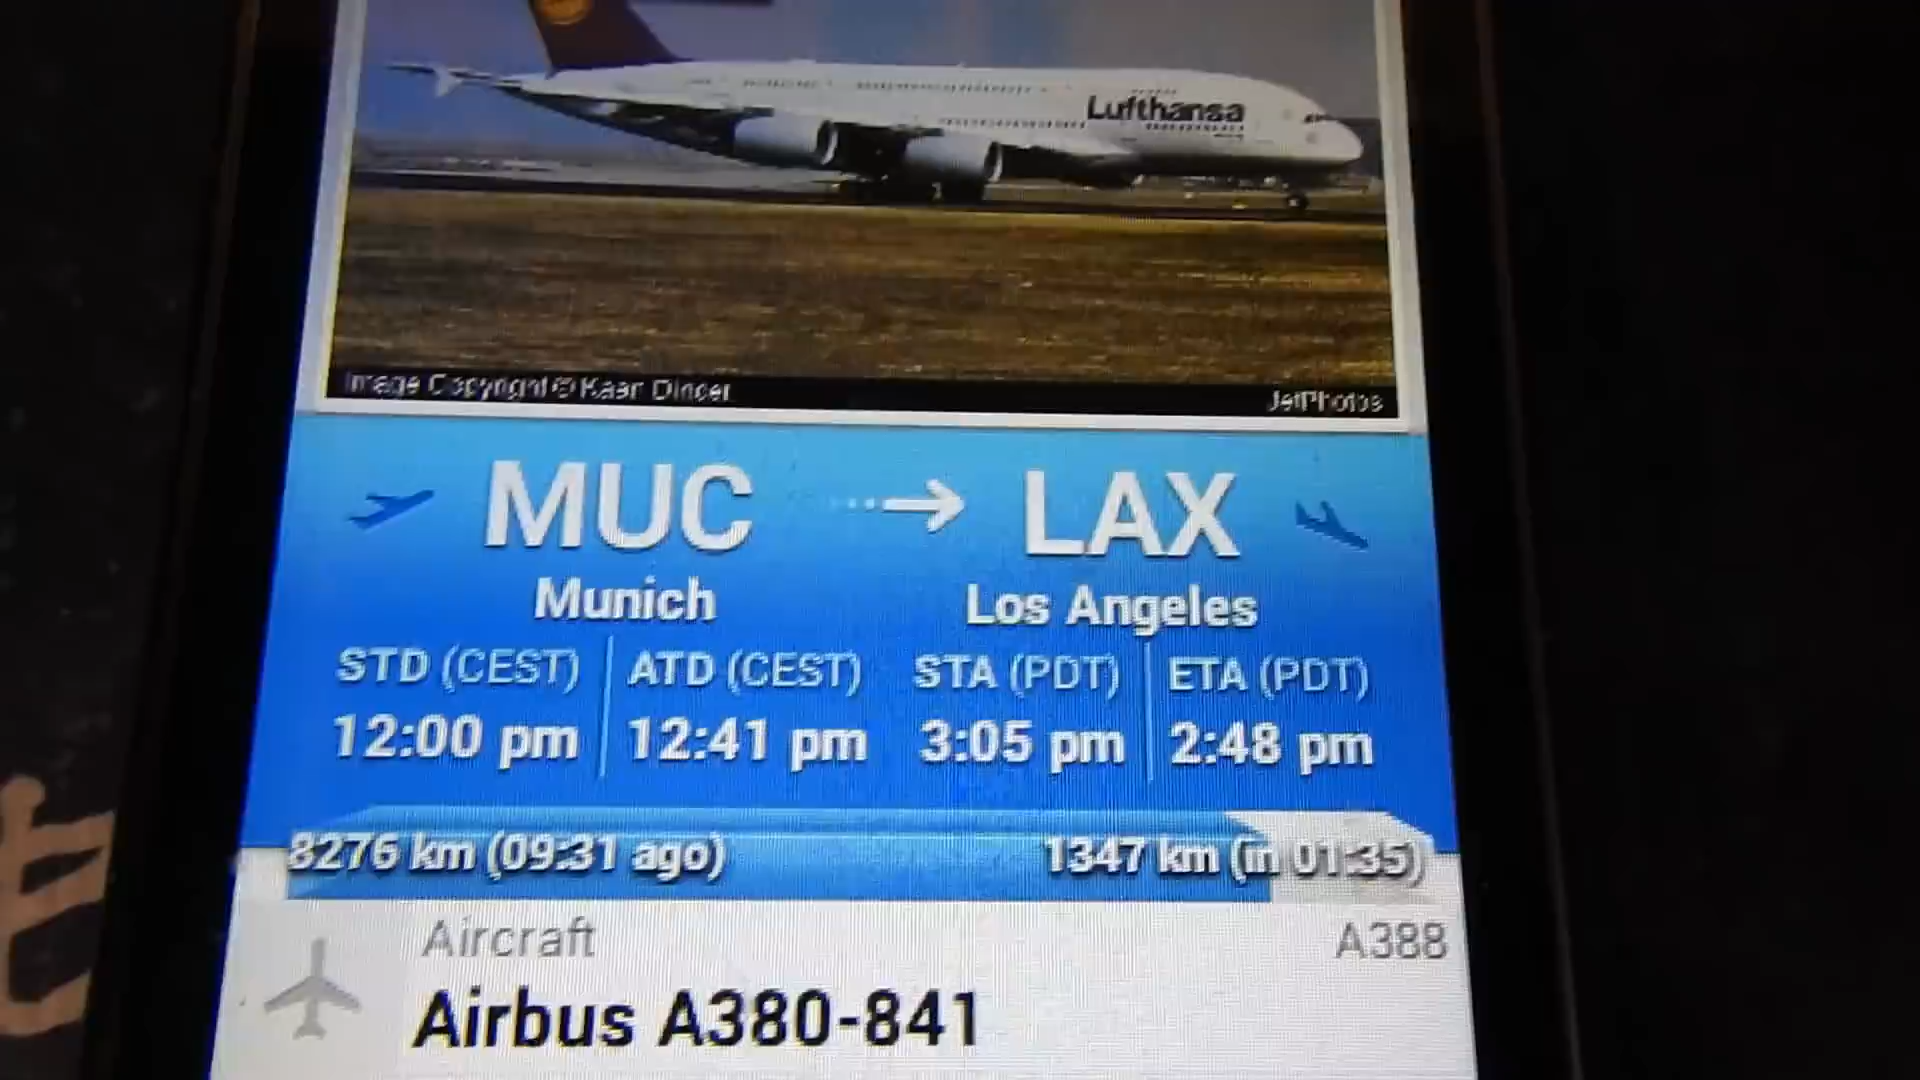 Lufthansa
Image Copyright © Kaan Dincer
JetPhotos
MUC → LAX
Munich
Los Angeles
STD (CEST) ATD (CEST) STA (PDT) ETA (PDT)
12:00 pm 12:41 pm 3:05 pm 2:48 pm
8276 km (09:31 ago) 1347 km (in 01:35)
Aircraft A388
Airbus A380-841